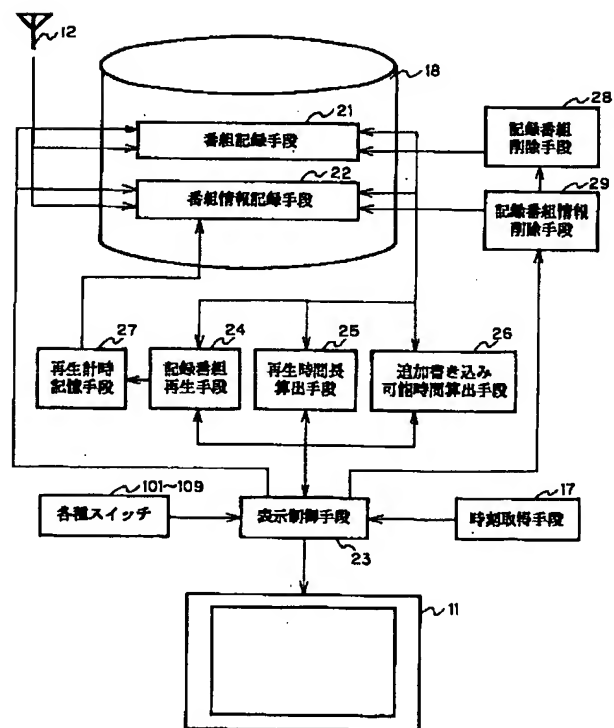 12
18
21
番組記録手段
22
番組情報記録手段
28
記録番組
削除手段
29
記録番組情報
削除手段
27
再生計時
記憶手段
24
記録番組
再生手段
25
再生時間長
算出手段
26
追加書き込み
可能時間算出手段
101~109
各種スイッチ
表示制御手段
23
17
時刻取得手段
11